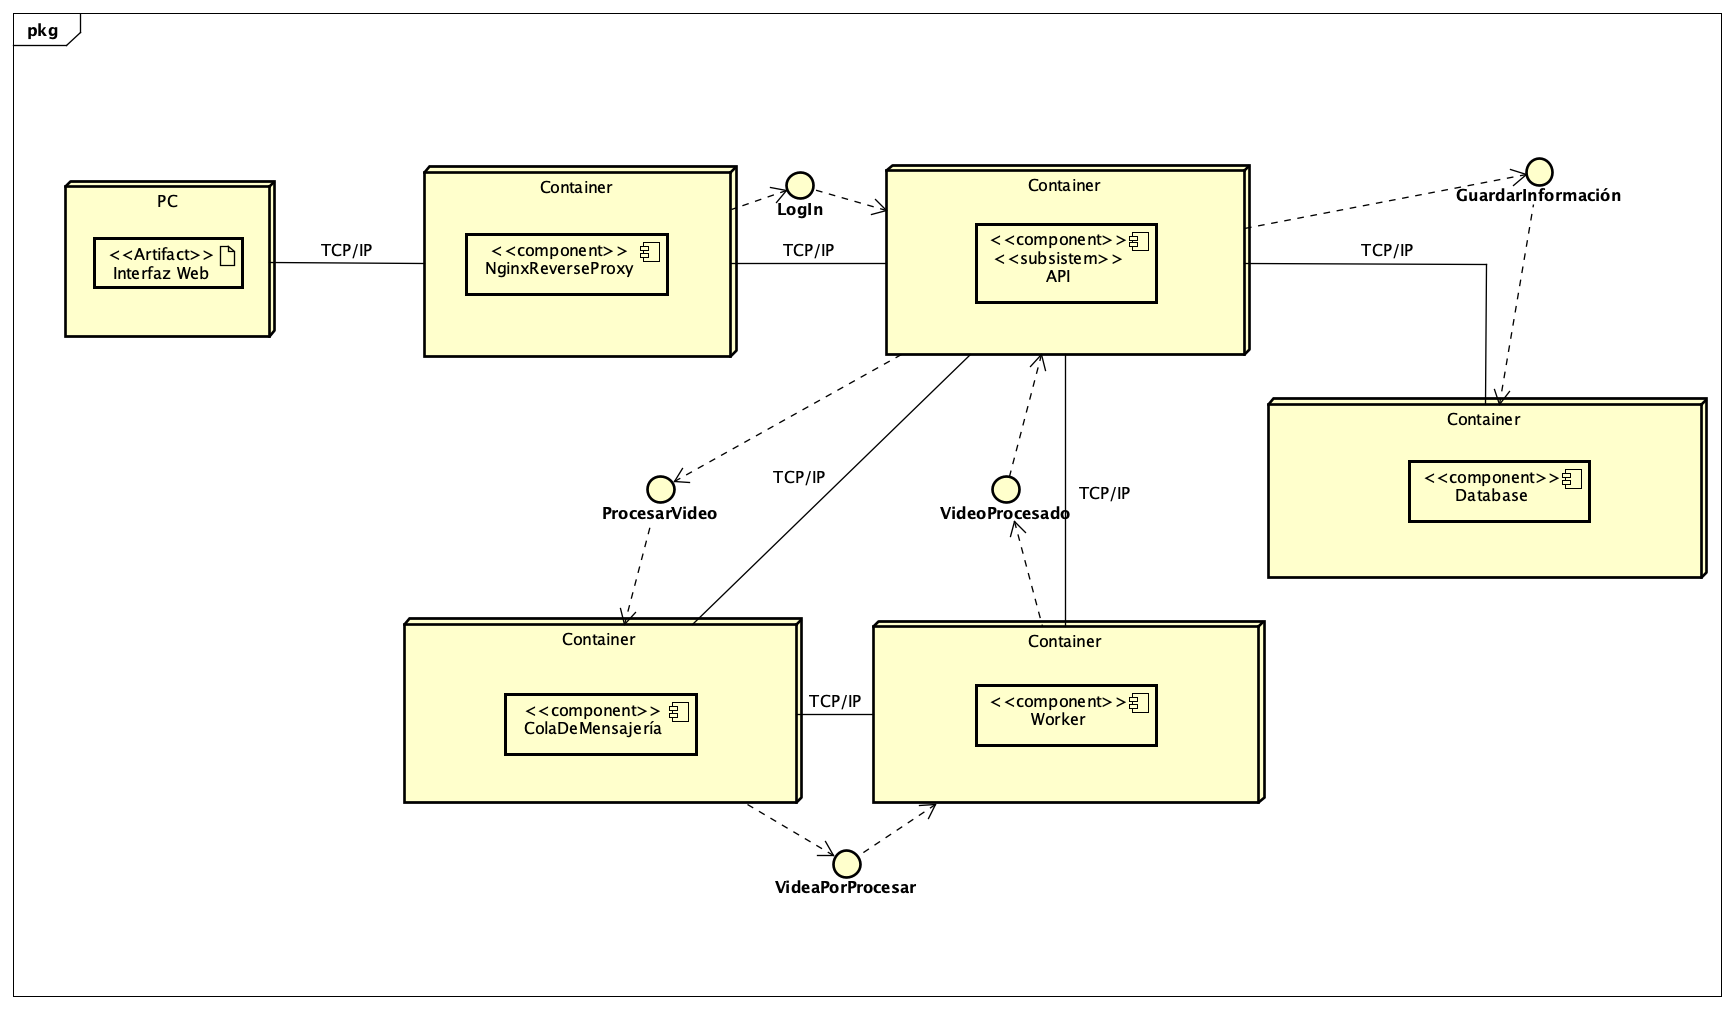 pkg
PC
<<Artifact>>
Interfaz Web
TCP/IP
Container
<<component>>
NginxReverseProxy
LogIn
TCP/IP
Container
<<component>>
<<subsistem>>
API
GuardarInformación
TCP/IP
Container
<<component>>
Database
TCP/IP
ProcesarVideo
VideoProcesado
TCP/IP
Container
<<component>>
ColaDeMensajería
TCP/IP
Container
<<component>>
Worker
VideaPorProcesar